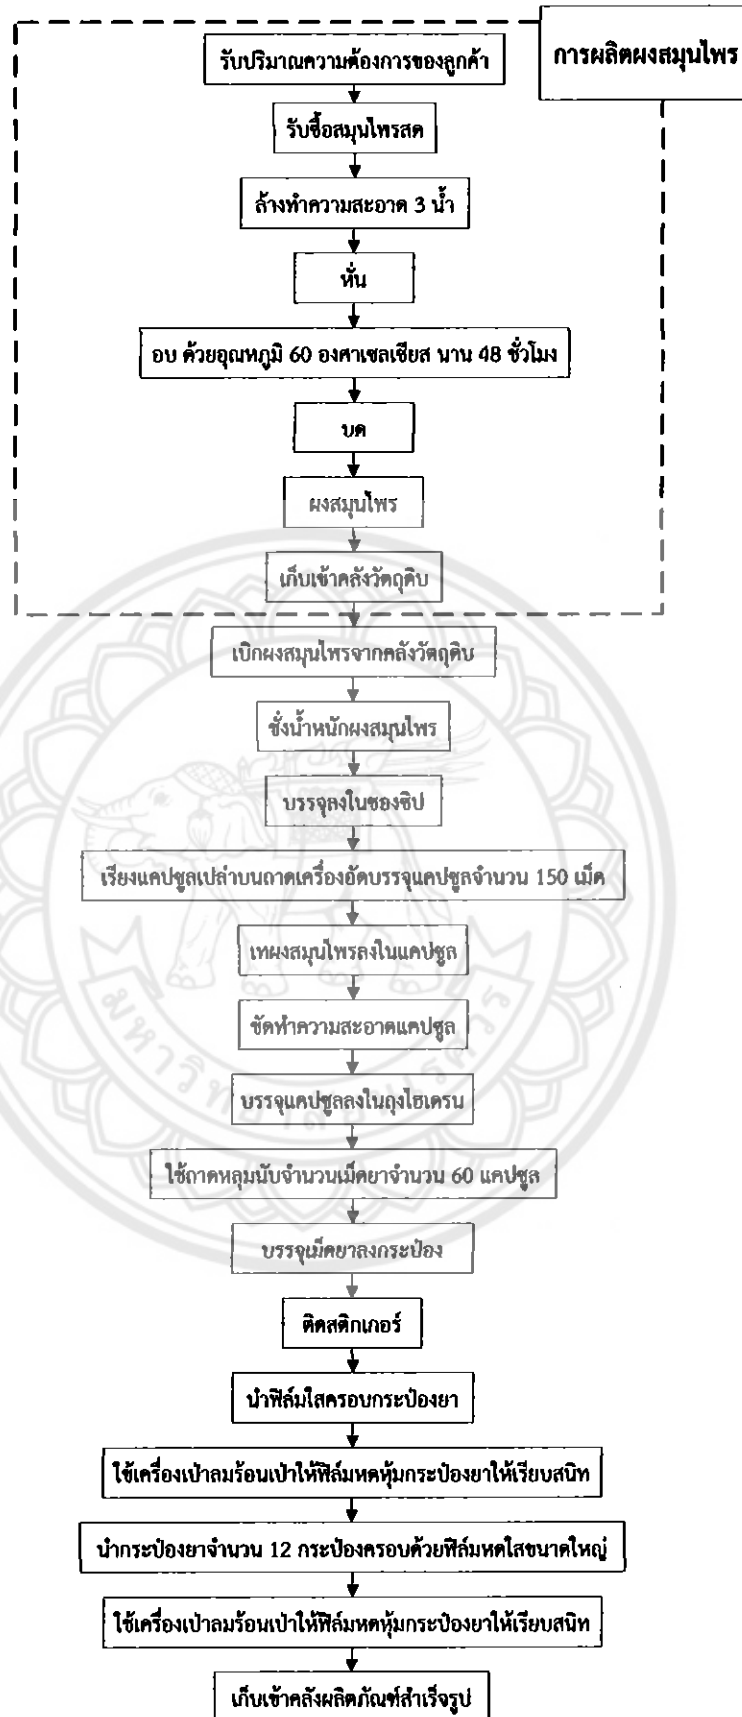 การผลิตผงสมุนไพร
รับปริมาณความต้องการของลูกค้า
รับซื้อสมุนไพรสด
ล้างทำความสะอาด 3 น้ำ
หั่น
อบ ด้วยอุณหภูมิ 60 องศาเซลเซียส นาน 48 ชั่วโมง
บด
ผงสมุนไพร
เก็บเข้าคลังวัตถุดิบ
เบิกผงสมุนไพรจากคลังวัตถุดิบ
ชั่งน้ำหนักผงสมุนไพร
บรรจุลงในซองซิป
เรียงแคปซูลเปล่าบนถาดเครื่องอัดบรรจุแคปซูลจำนวน 150 เม็ด
เทผงสมุนไพรลงในแคปซูล
ขัดทำความสะอาดแคปซูล
บรรจุแคปซูลลงในถุงไฮเดรน
ใช้ถาดหลุมนับจำนวนเม็ดยาจำนวน 60 แคปซูล
บรรจุเม็ดยาลงกระป๋อง
ติดสติกเกอร์
นำฟิล์มใสครอบกระป๋องยา
ใช้เครื่องเป่าลมร้อนเป่าให้ฟิล์มหดหุ้มกระป๋องยาให้เรียบสนิท
นำกระป๋องยาจำนวน 12 กระป๋องครอบด้วยฟิล์มหดใสขนาดใหญ่
ใช้เครื่องเป่าลมร้อนเป่าให้ฟิล์มหดหุ้มกระป๋องยาให้เรียบสนิท
เก็บเข้าคลังผลิตภัณฑ์สำเร็จรูป
มหาวิทยาลัยนเรศวร